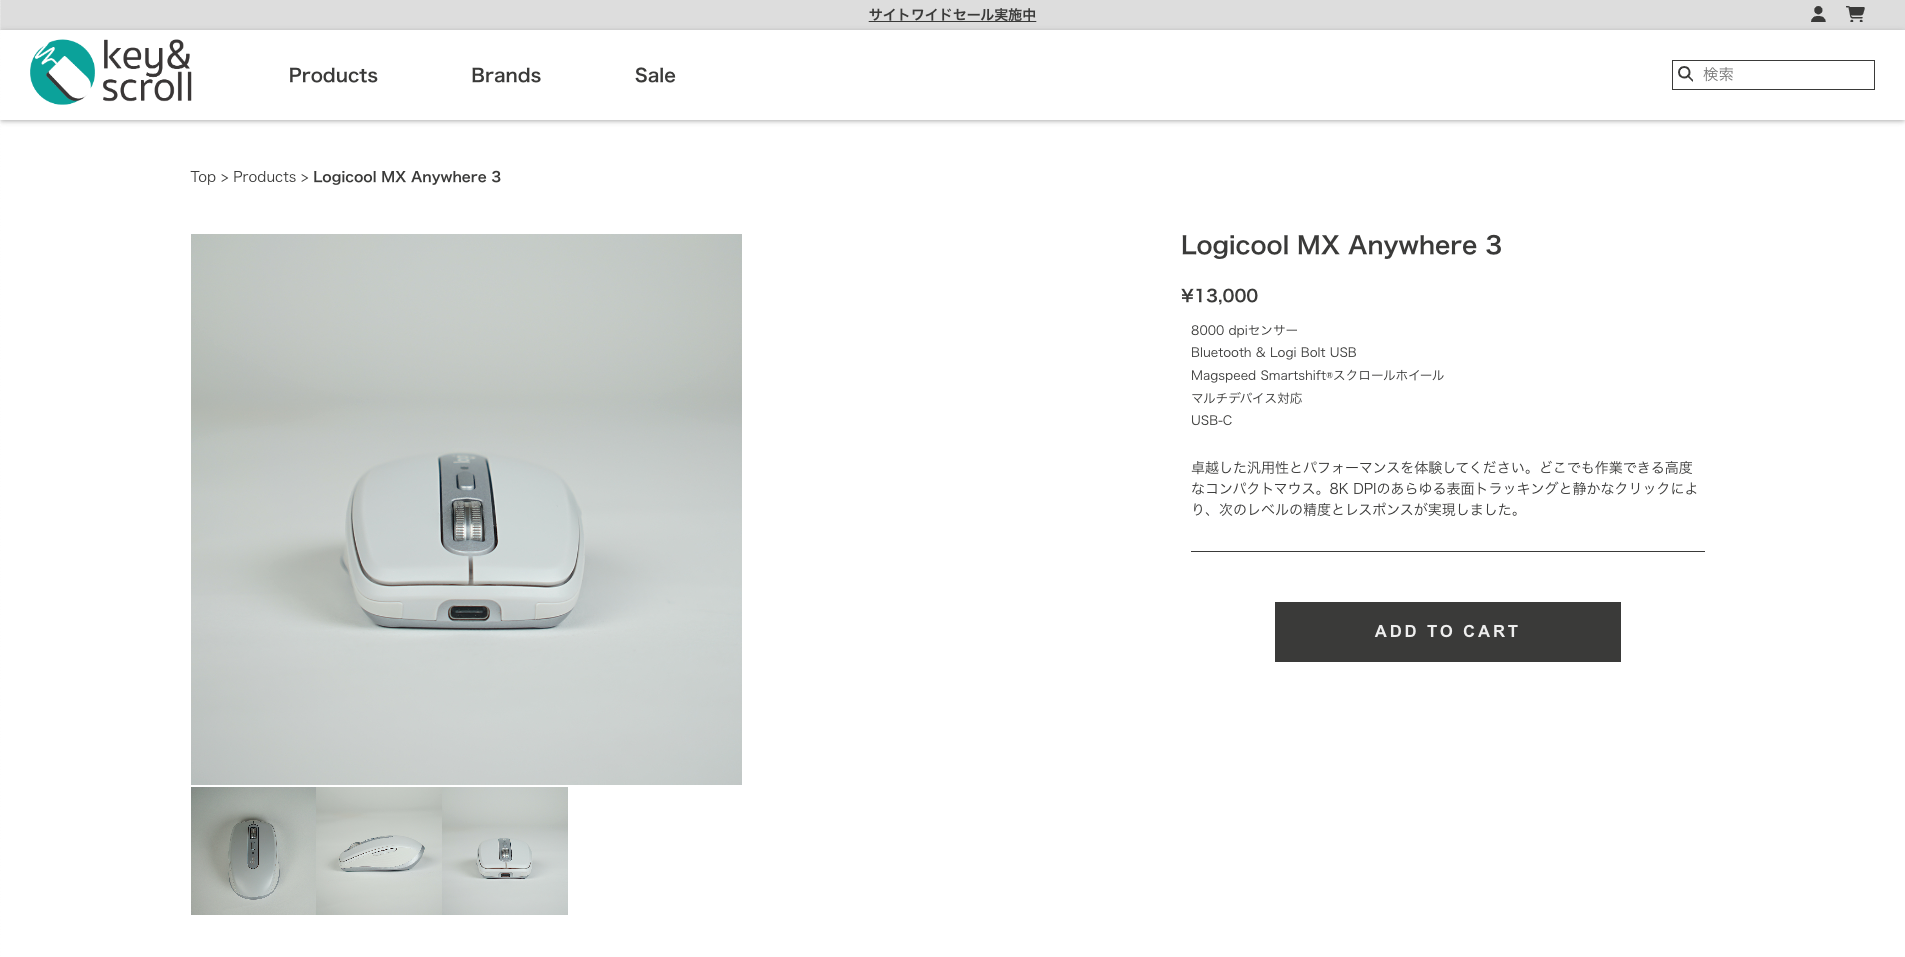 サイトワイドセール実施中
key&
scroll
Products
Brands
Sale
検索
Top > Products > Logicool MX Anywhere 3
Logicool MX Anywhere 3
¥13,000
8000 dpiセンサー
Bluetooth & Logi Bolt USB
Magspeed Smartshift®スクロールホイール
マルチデバイス対応
USB-C
卓越した汎用性とパフォーマンスを体験してください。どこでも作業できる高度
なコンパクトマウス。8K DPIのあらゆる表面トラッキングと静かなクリックによ
り、次のレベルの精度とレスポンスが実現しました。
ADD TO CART